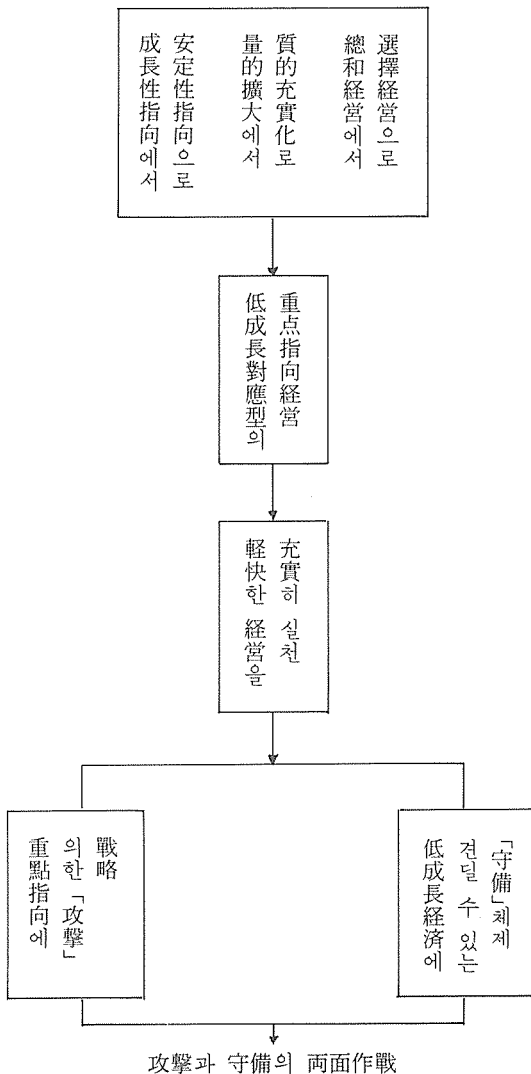 成長性指向에서
安定性指向으로
量的擴大에서
質的充實化로
總和経営에서
選擇経営으로
低成長對應型의
重点指向経営
軽快한 経営을
充實히 실천
重點指向에
의한「攻撃」
戰略
低成長経済에
견딜 수 있는
「守備」체제
攻撃과 守備의 両面作戰